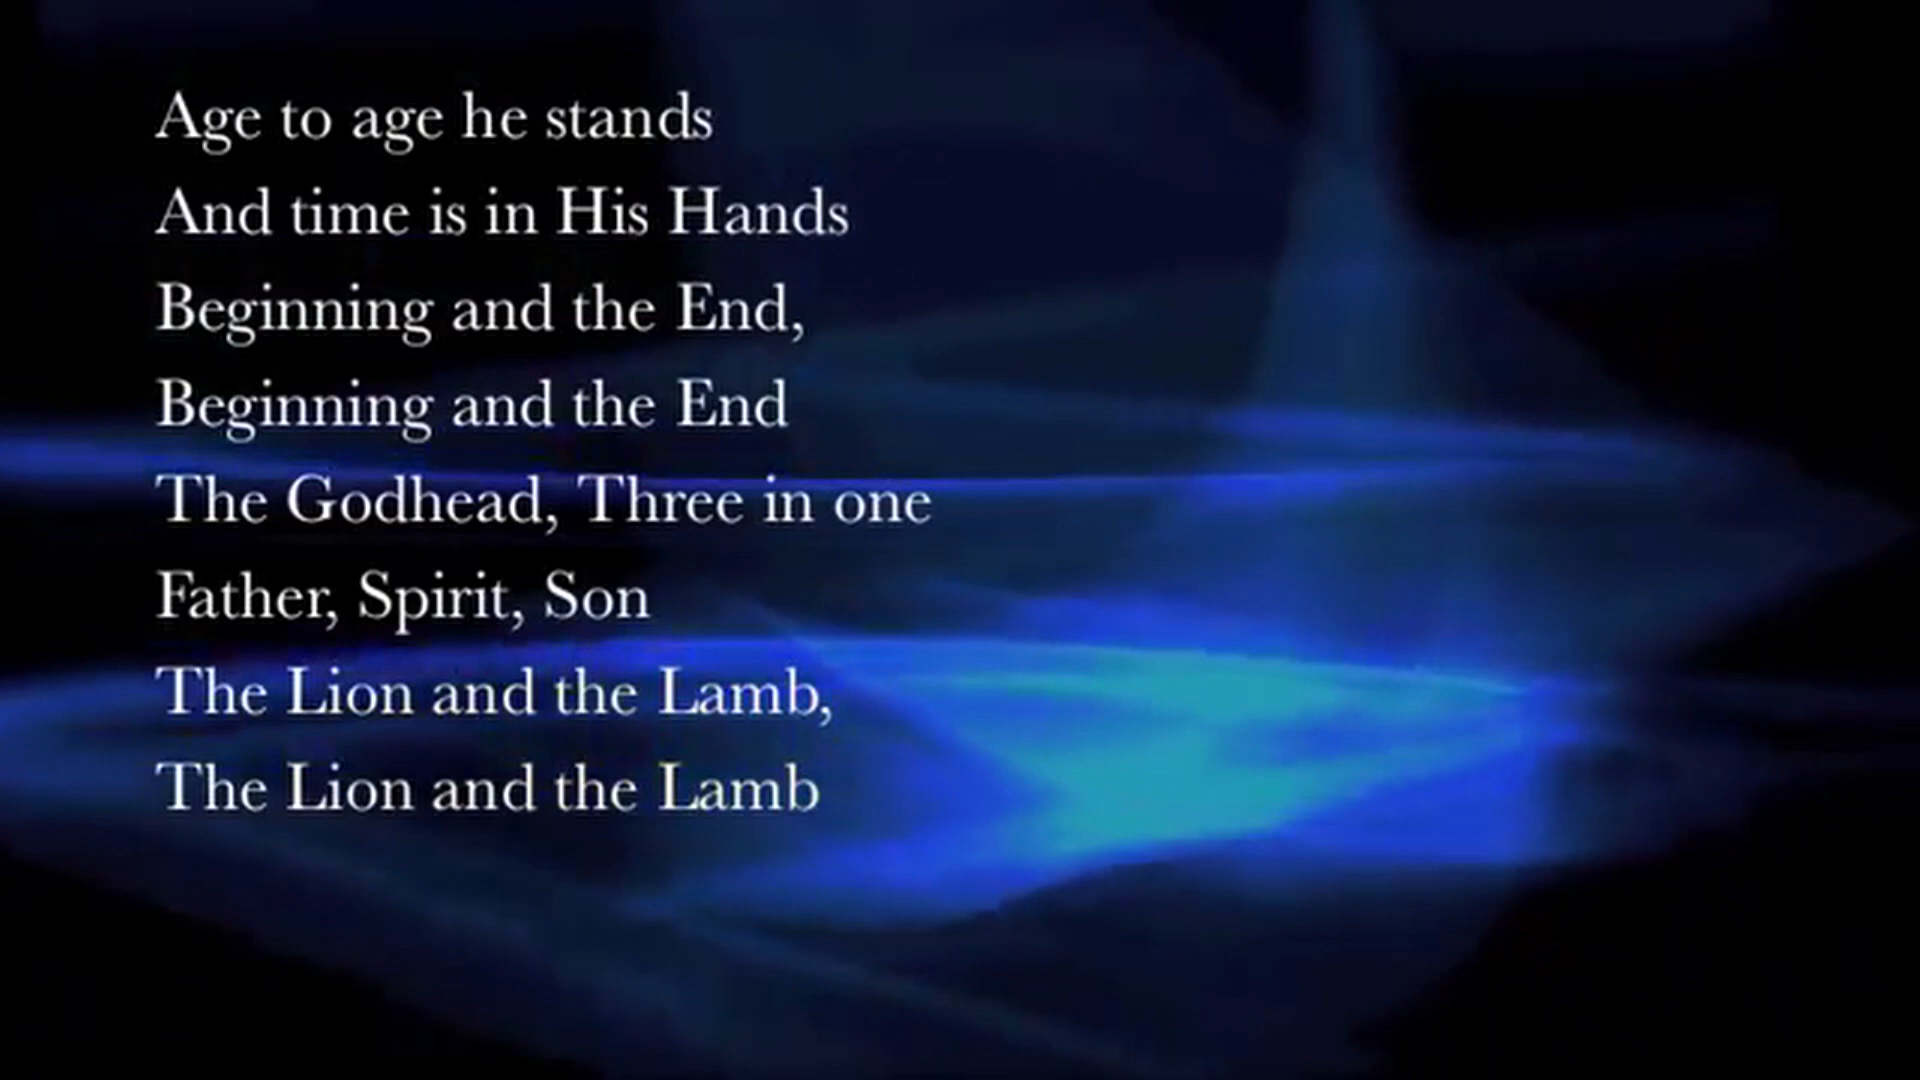 Age to age he stands
And time is in His Hands
Beginning and the End,
Beginning and the End
The Godhead, Three in one
Father, Spirit, Son
The Lion and the Lamb,
The Lion and the Lamb